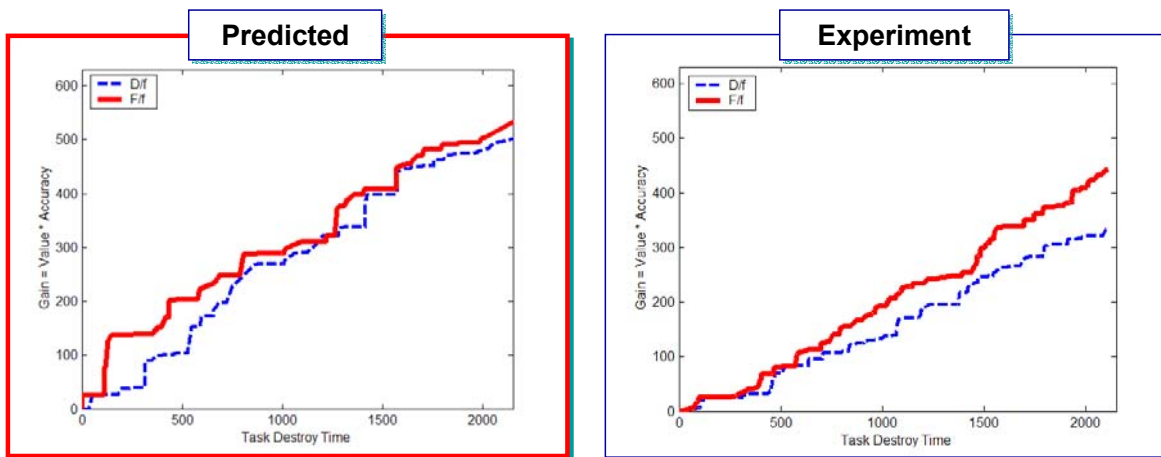 Predicted
600
500
400
300
200
100
0
Gain = Value * Accuracy
D/f
F/f
0 500 1000 1500 2000
Task Destroy Time
Experiment
600
500
400
300
200
100
0
Gain = Value * Accuracy
D/f
F/f
0 500 1000 1500 2000
Task Destroy Time